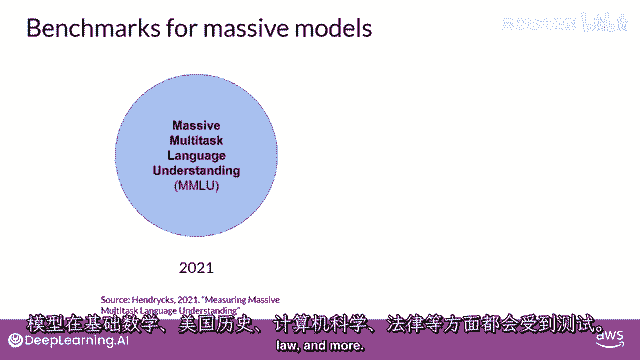 Benchmarks for massive models
Massive
Multitask
Language
Understanding
(MMLU)
2021
Source: Hendrycks, 2021. "Measuring Massive
Multitask Language Understanding"
模型在基础数学、美国历史、计算机科学、法律等方面都会受到测试。
law, and more.
DeepLearning.AI
aws